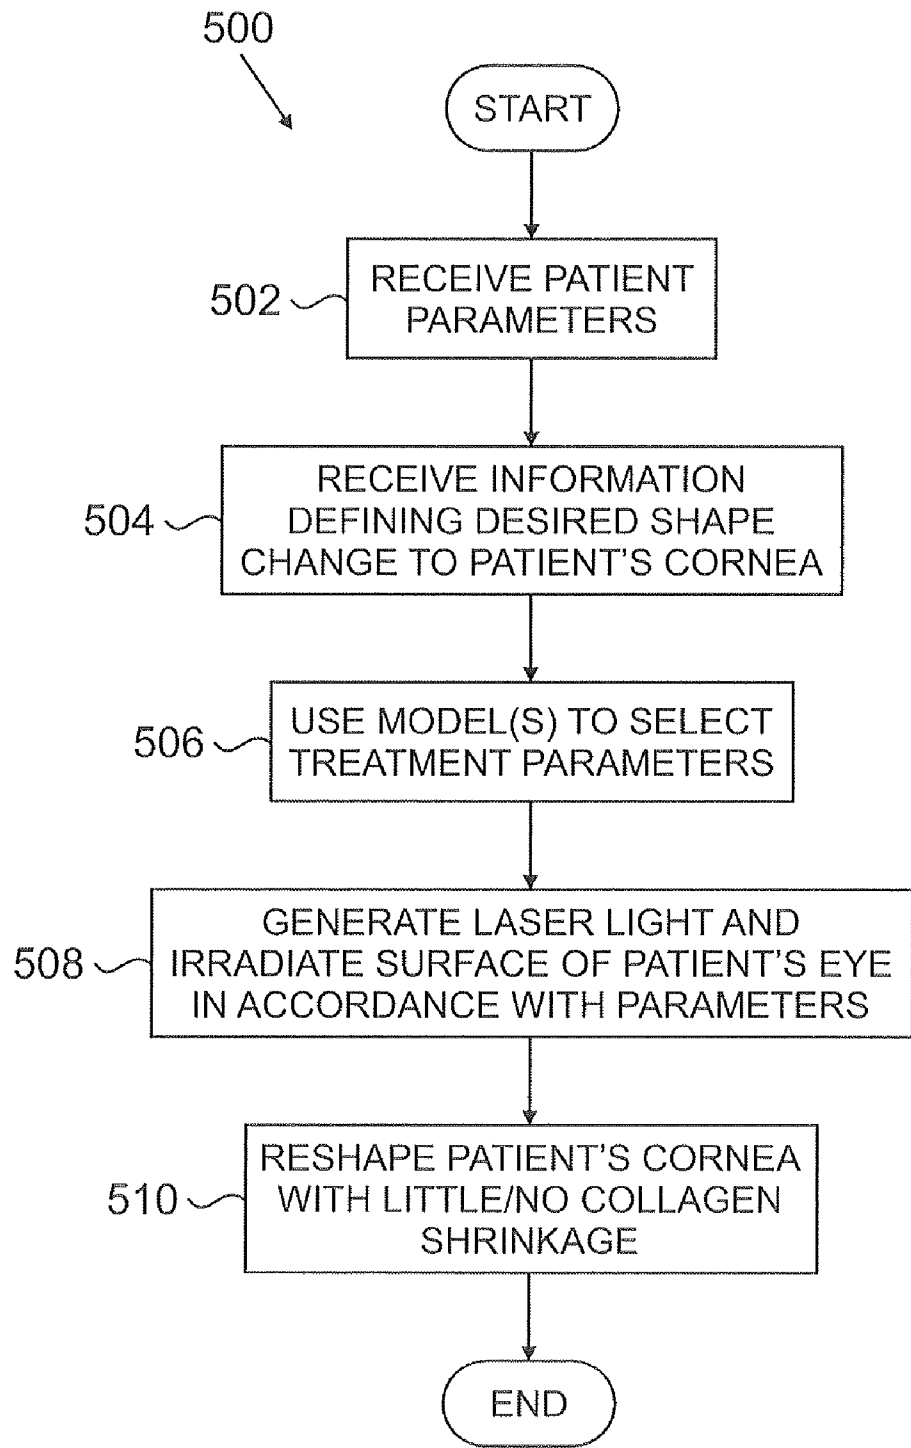 500
START
502
RECEIVE PATIENT
PARAMETERS
504
RECEIVE INFORMATION
DEFINING DESIRED SHAPE
CHANGE TO PATIENT'S CORNEA
506
USE MODEL(S) TO SELECT
TREATMENT PARAMETERS
508
GENERATE LASER LIGHT AND
IRRADIATE SURFACE OF PATIENT'S EYE
IN ACCORDANCE WITH PARAMETERS
510
RESHAPE PATIENT'S CORNEA
WITH LITTLE/NO COLLAGEN
SHRINKAGE
END